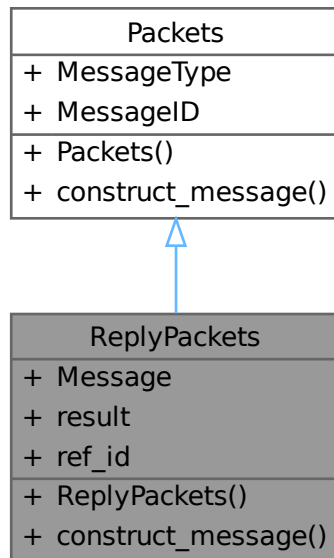 Packets
+ MessageType
+ MessageID
+ Packets()
+ construct_message()
ReplyPackets
+ Message
+ result
+ ref_id
+ ReplyPackets()
+ construct_message()